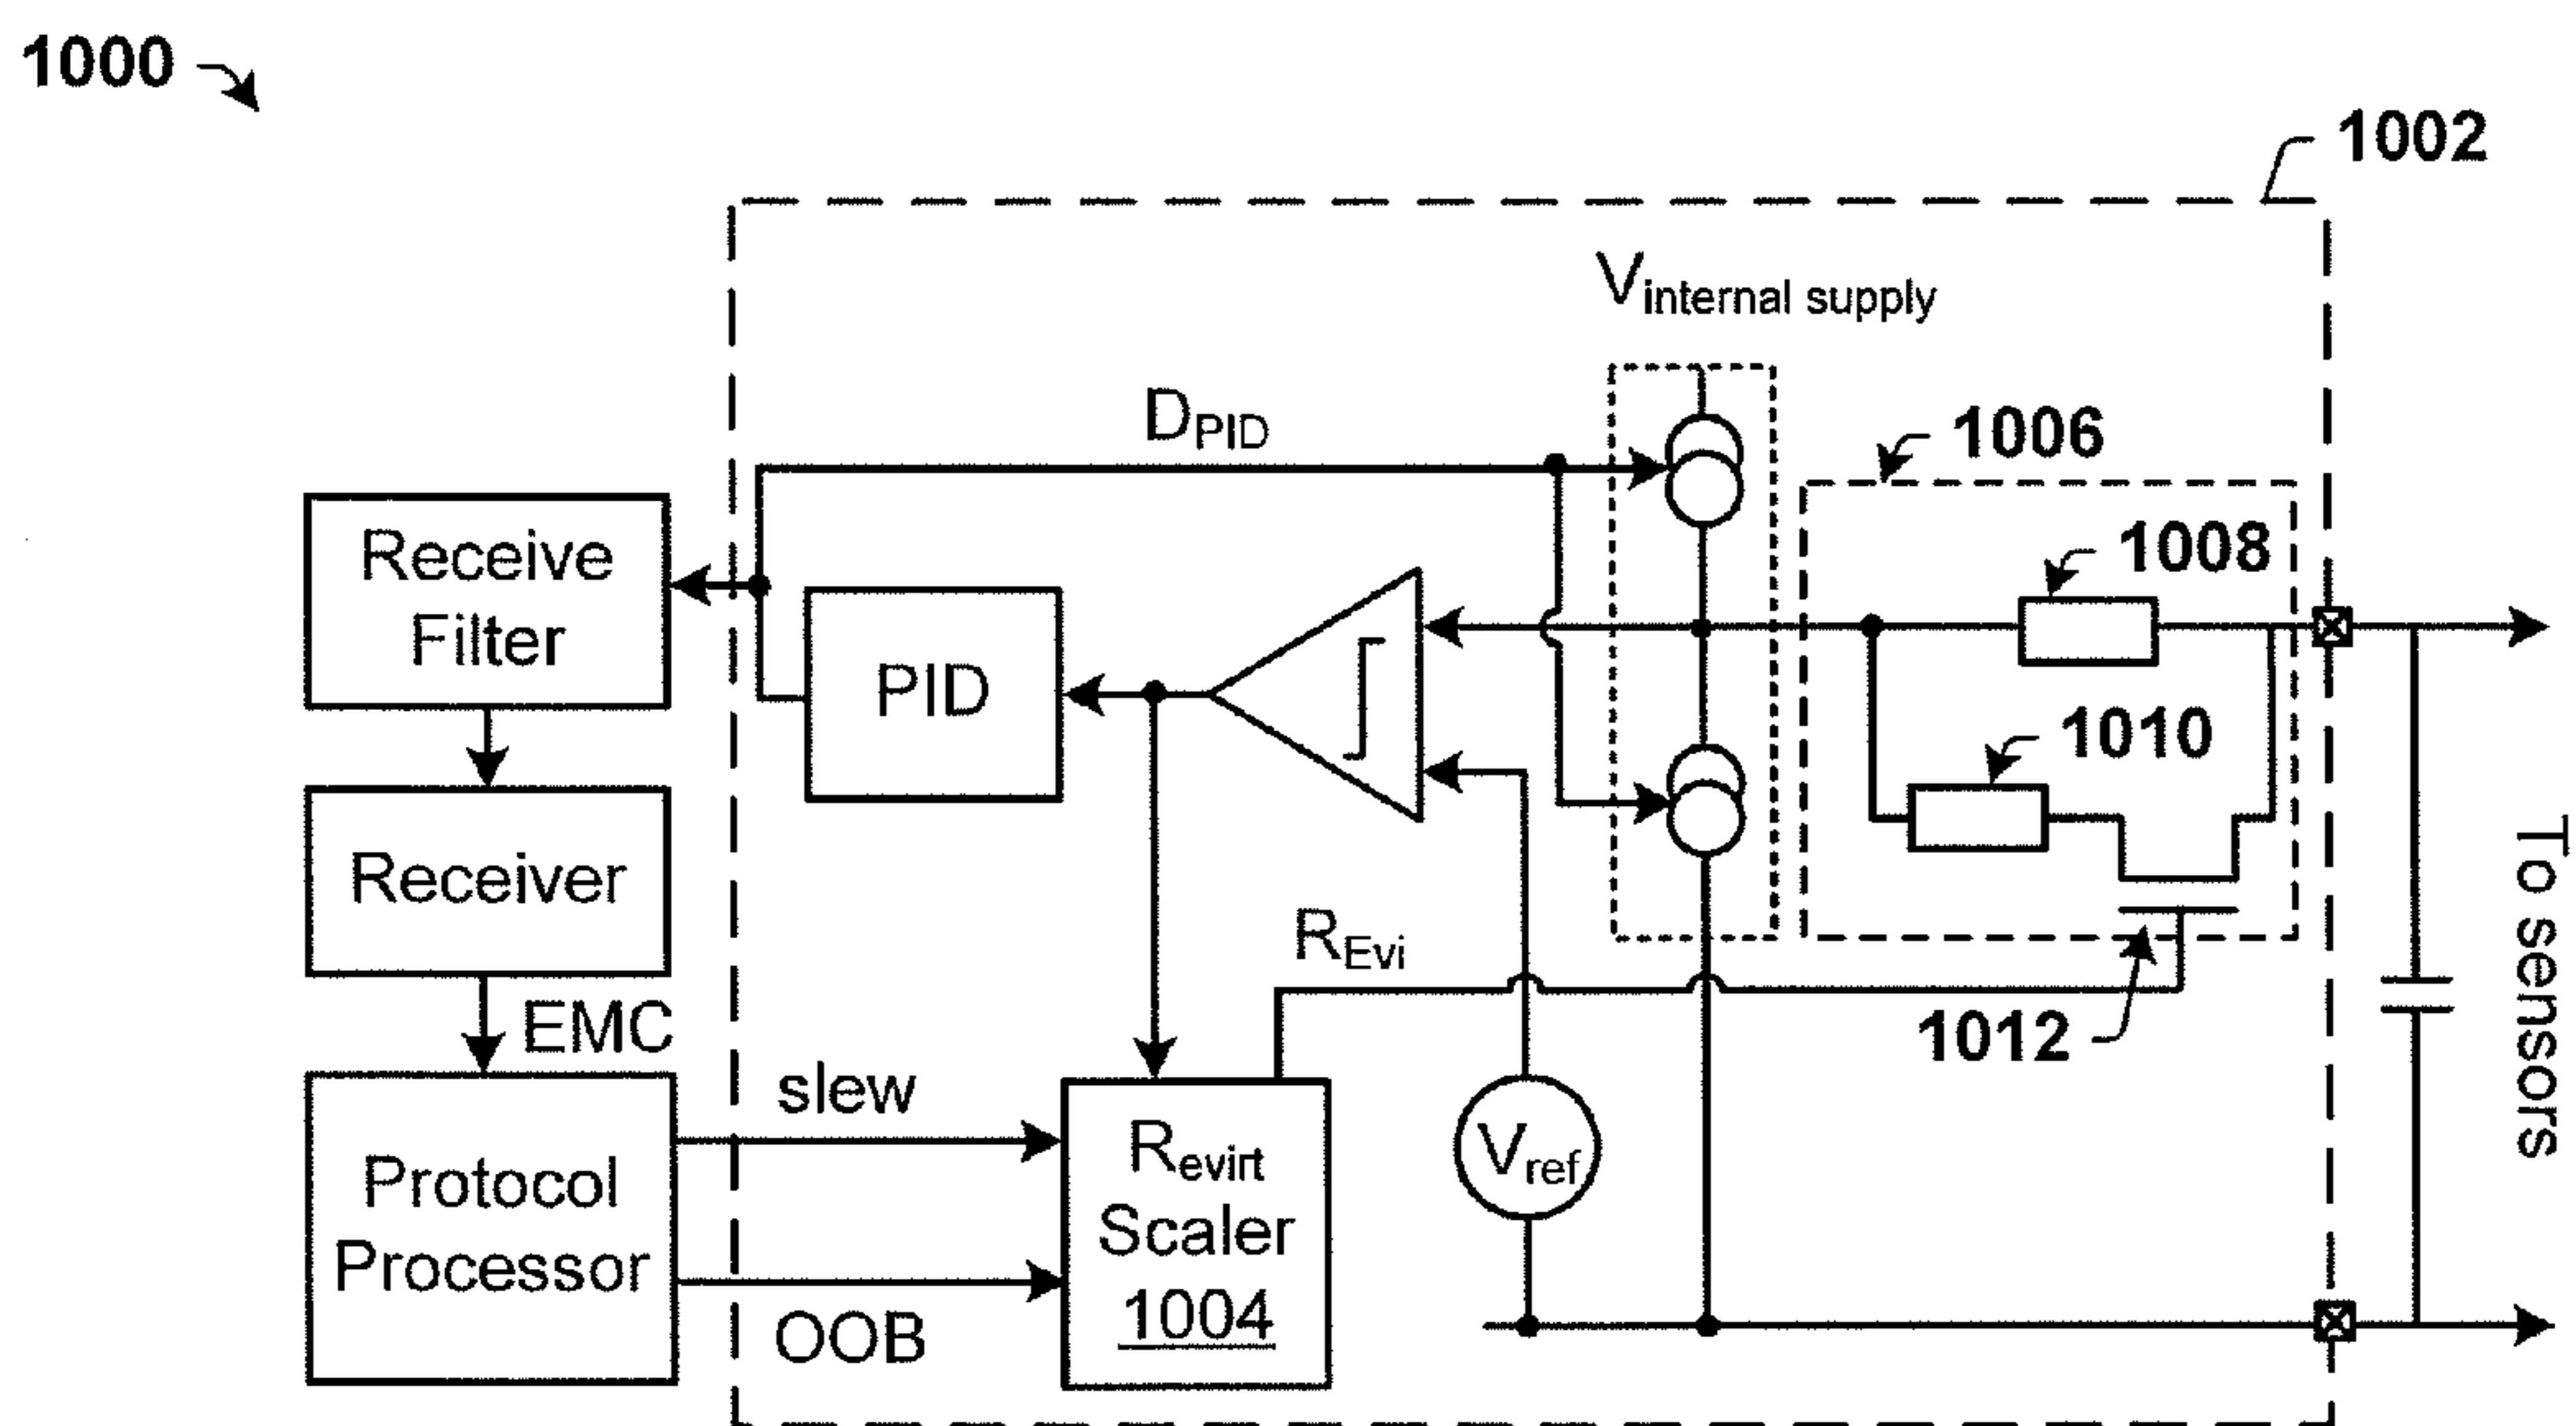 1000
1002
Vinternal supply
DPID
1006
1008
Receive
Filter
PID
1010
Receiver
EMC
REvi
1012
slew
Protocol
Processor
OOB
Revirt
Scaler
1004
Vref
To sensors